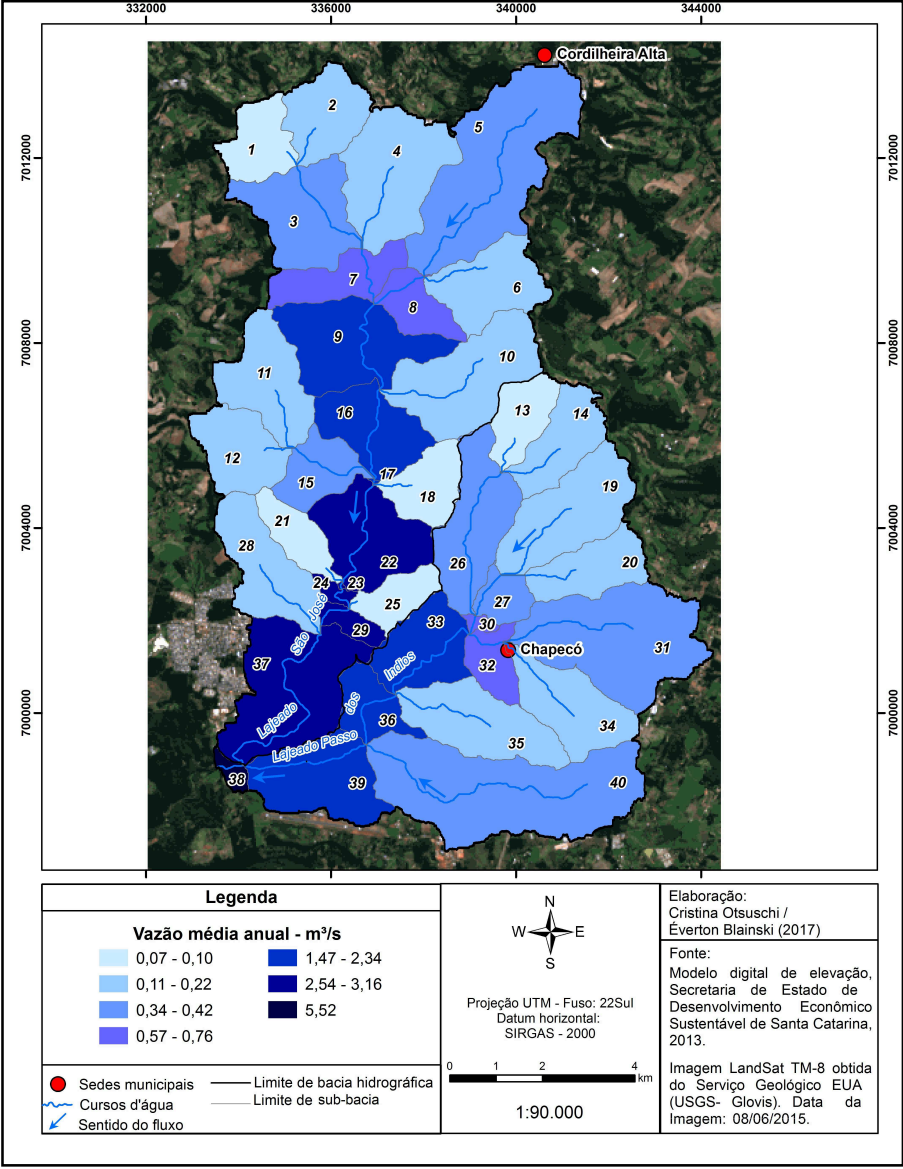 332000 336000 340000 344000
Cordilheira Alta
7012000 7012000
7008000 7008000
7004000 7004000
7000000 7000000
1
2
3
4
5
6
7
8
9
10
11
12
13
14
15
16
17
18
19
20
21
22
23
24
25
26
27
28
29
30
31
32
33
34
35
36
37
38
39
40
Chapecó
São José
Lajeado
Lajeado Passo
dos
Indios
Legenda
Vazão média anual - m³/s
0,07 - 0,10
0,11 - 0,22
0,34 - 0,42
0,57 - 0,76
1,47 - 2,34
2,54 - 3,16
5,52
Sedes municipais
Cursos d'água
Sentido do fluxo
Limite de bacia hidrográfica
Limite de sub-bacia
N
W E
S
Projeção UTM - Fuso: 22Sul
Datum horizontal:
SIRGAS - 2000
0 1 2 4
km
1:90.000
Elaboração:
Cristina Otsuschi /
Éverton Blainski (2017)
Fonte:
Modelo digital de elevação,
Secretaria de Estado de
Desenvolvimento Econômico
Sustentável de Santa Catarina,
2013.
Imagem LandSat TM-8 obtida
do Serviço Geológico EUA
(USGS- Glovis). Data da
Imagem: 08/06/2015.